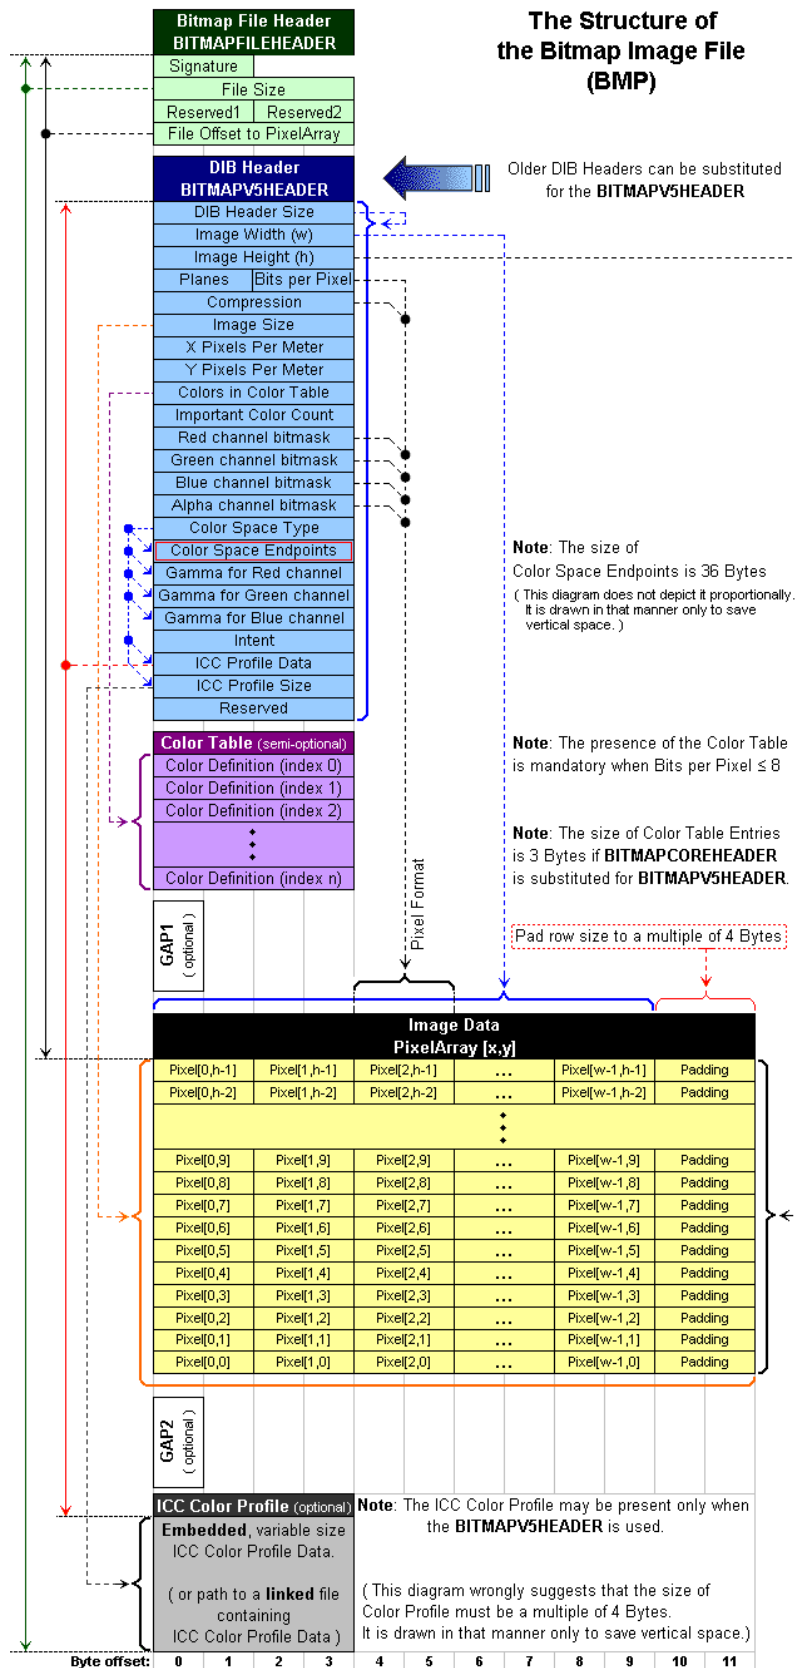 Bitmap File Header
BITMAPFILEHEADER
The Structure of
the Bitmap Image File
(BMP)
Signature
File Size
Reserved1 Reserved2
File Offset to PixelArray
DIB Header
BITMAPV5HEADER
Older DIB Headers can be substituted
for the BITMAPV5HEADER
DIB Header Size
Image Width (w)
Image Height (h)
Planes Bits per Pixel
Compression
Image Size
X Pixels Per Meter
Y Pixels Per Meter
Colors in Color Table
Important Color Count
Red channel bitmask
Green channel bitmask
Blue channel bitmask
Alpha channel bitmask
Color Space Type
Color Space Endpoints
Gamma for Red channel
Gamma for Green channel
Gamma for Blue channel
Intent
ICC Profile Data
ICC Profile Size
Reserved
Note: The size of
Color Space Endpoints is 36 Bytes
( This diagram does not depict it proportionally.
It is drawn in that manner only to save
vertical space. )
Color Table (semi-optional)
Color Definition (index 0)
Color Definition (index 1)
Color Definition (index 2)
Color Definition (index n)
Note: The presence of the Color Table
is mandatory when Bits per Pixel ≤ 8
Note: The size of Color Table Entries
is 3 Bytes if BITMAPCOREHEADER
is substituted for BITMAPV5HEADER.
GAP1
( optional )
Pixel Format
Pad row size to a multiple of 4 Bytes
Image Data
PixelArray [x,y]
Pixel[0,h-1] Pixel[1,h-1] Pixel[2,h-1] ... Pixel[w-1,h-1] Padding
Pixel[0,h-2] Pixel[1,h-2] Pixel[2,h-2] ... Pixel[w-1,h-2] Padding
Pixel[0,9] Pixel[1,9] Pixel[2,9] ... Pixel[w-1,9] Padding
Pixel[0,8] Pixel[1,8] Pixel[2,8] ... Pixel[w-1,8] Padding
Pixel[0,7] Pixel[1,7] Pixel[2,7] ... Pixel[w-1,7] Padding
Pixel[0,6] Pixel[1,6] Pixel[2,6] ... Pixel[w-1,6] Padding
Pixel[0,5] Pixel[1,5] Pixel[2,5] ... Pixel[w-1,5] Padding
Pixel[0,4] Pixel[1,4] Pixel[2,4] ... Pixel[w-1,4] Padding
Pixel[0,3] Pixel[1,3] Pixel[2,3] ... Pixel[w-1,3] Padding
Pixel[0,2] Pixel[1,2] Pixel[2,2] ... Pixel[w-1,2] Padding
Pixel[0,1] Pixel[1,1] Pixel[2,1] ... Pixel[w-1,1] Padding
Pixel[0,0] Pixel[1,0] Pixel[2,0] ... Pixel[w-1,0] Padding
GAP2
( optional )
ICC Color Profile (optional)
Embedded, variable size
ICC Color Profile Data.
( or path to a linked file
containing
ICC Color Profile Data )
Note: The ICC Color Profile may be present only when
the BITMAPV5HEADER is used.
( This diagram wrongly suggests that the size of
Color Profile must be a multiple of 4 Bytes.
It is drawn in that manner only to save vertical space.)
Byte offset: 0 1 2 3 4 5 6 7 8 9 10 11